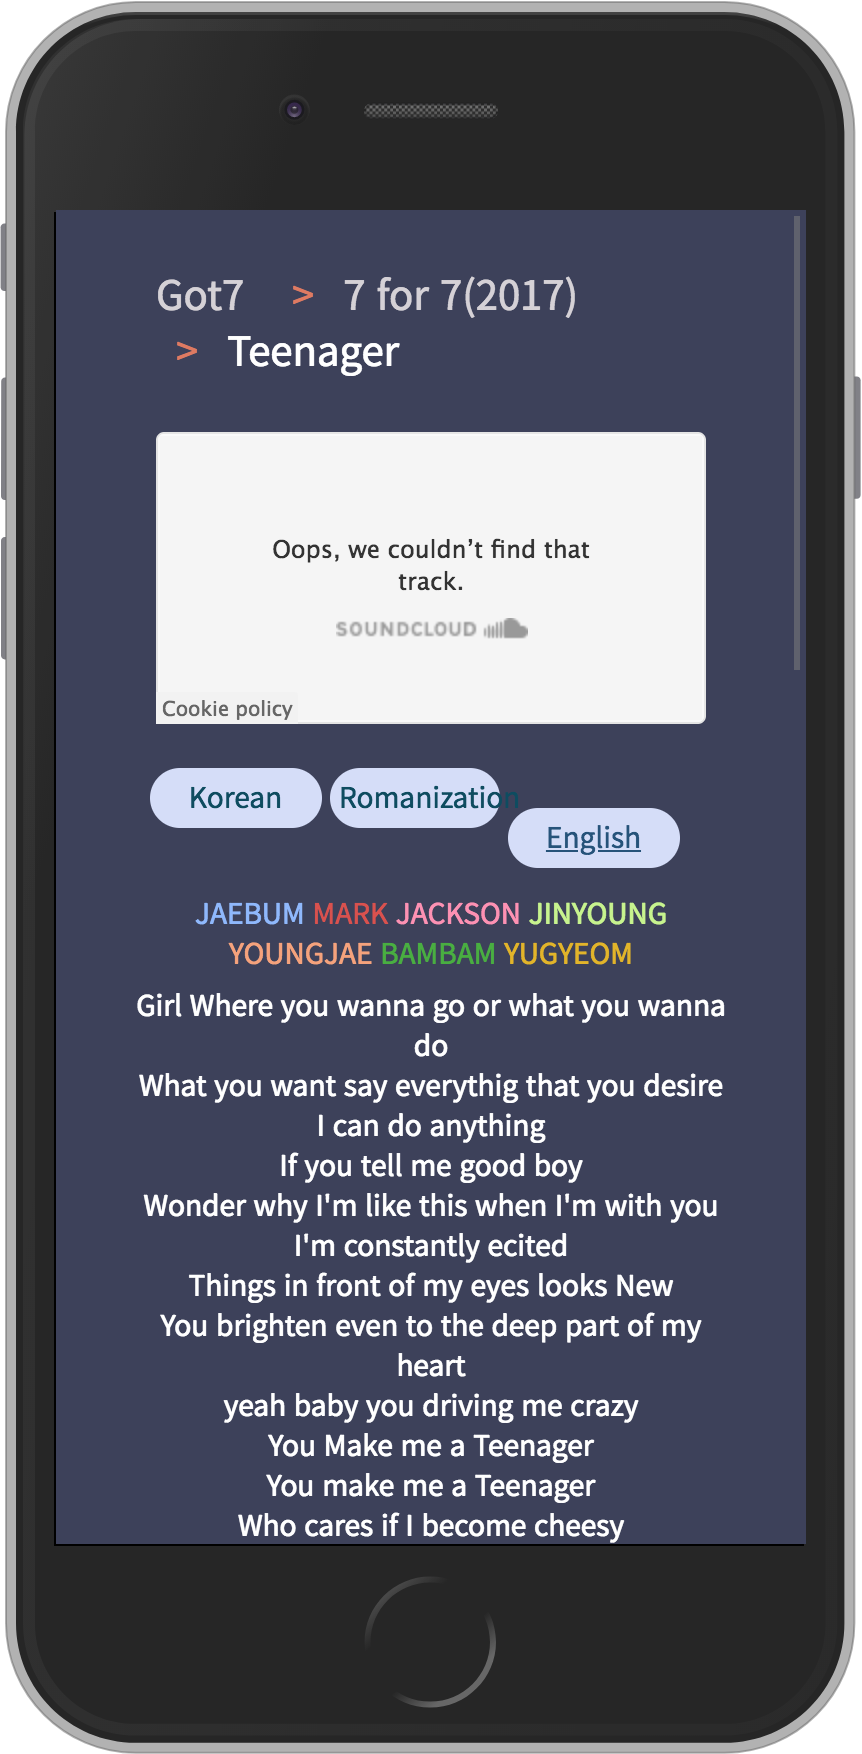 Got7 > 7 for 7(2017)
> Teenager
Oops, we couldn’t find that
track.
SOUNDCLOUD
Cookie policy
Korean Romanization
English
JAEBUM MARK JACKSON JINYOUNG
YOUNGJAE BAMBAM YUGYEOM
Girl Where you wanna go or what you wanna
do
What you want say everythig that you desire
I can do anything
If you tell me good boy
Wonder why I'm like this when I'm with you
I'm constantly ecited
Things in front of my eyes looks New
You brighten even to the deep part of my
heart
yeah baby you driving me crazy
You Make me a Teenager
You make me a Teenager
Who cares if I become cheesy